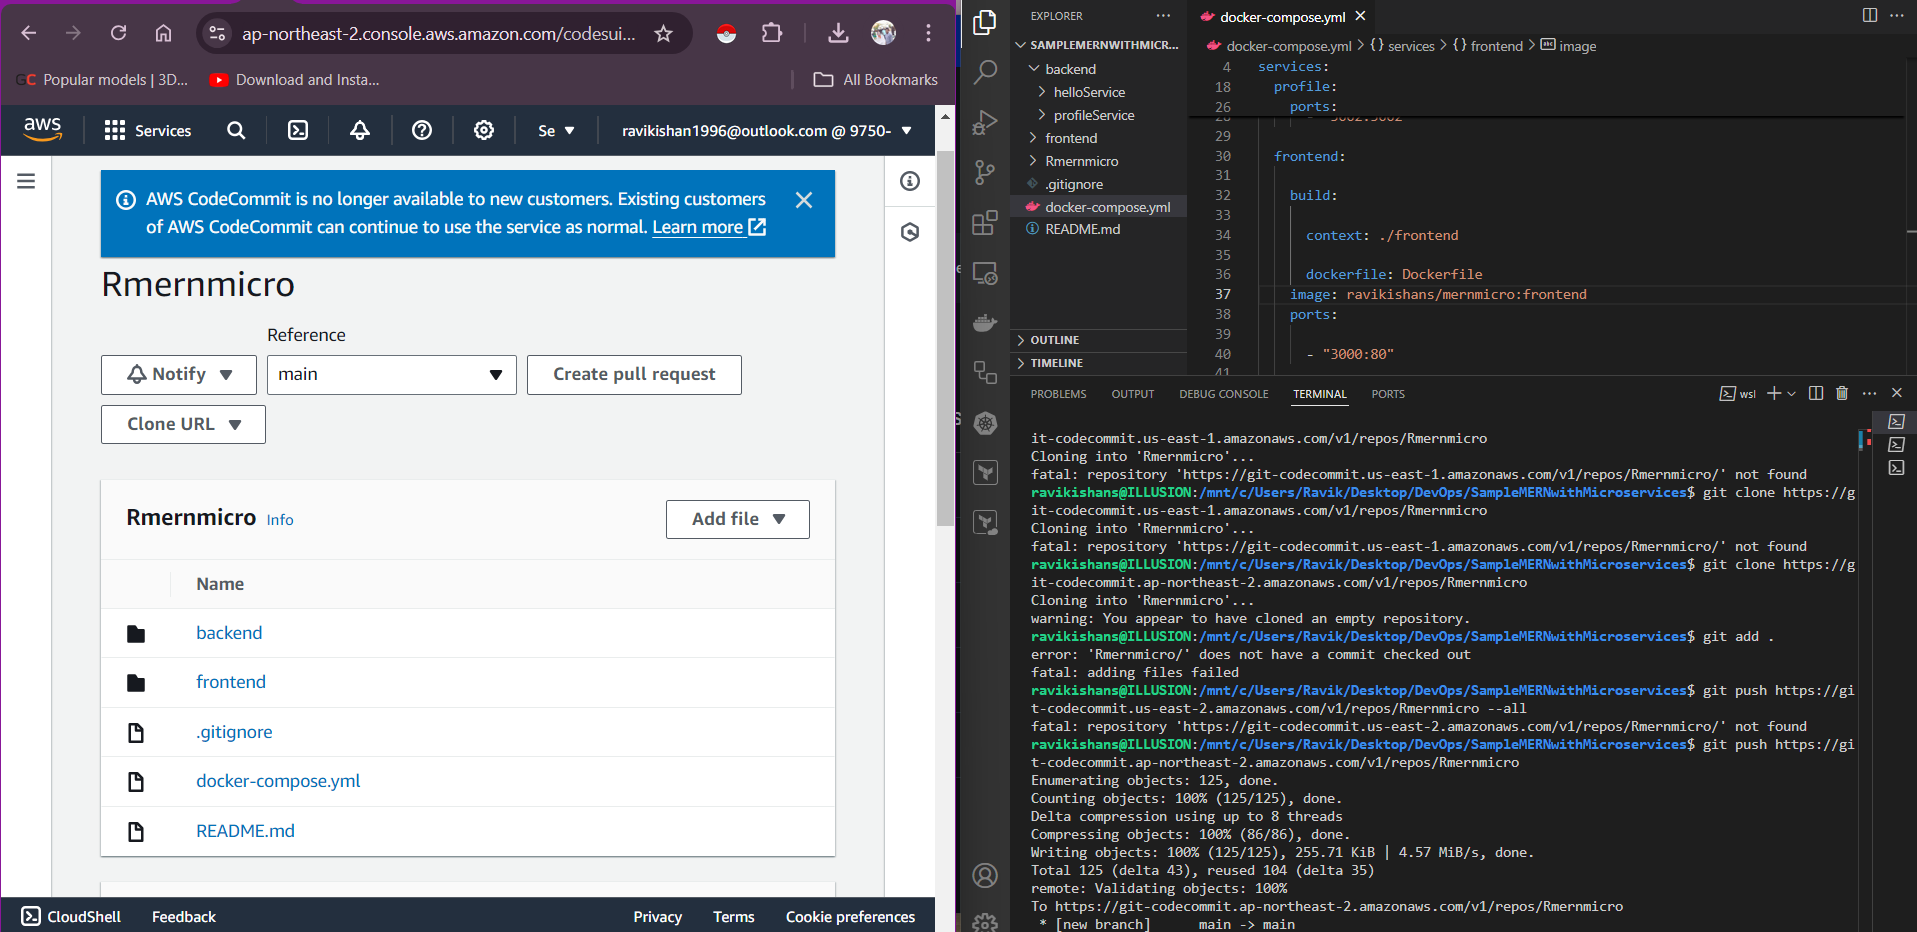 ap-northeast-2.console.aws.amazon.com/codesui...
GC Popular models | 3D...
Download and Insta...
All Bookmarks
aws
Services
Se
ravikishan1996@outlook.com @ 9750-
AWS CodeCommit is no longer available to new customers. Existing customers
of AWS CodeCommit can continue to use the service as normal. Learn more
Rmernmicro
Reference
Notify
main
Create pull request
Clone URL
Rmernmicro Info
Add file
Name
backend
frontend
.gitignore
docker-compose.yml
README.md
CloudShell
Feedback
Privacy
Terms
Cookie preferences
EXPLORER
SAMPLEMERNWITHMICR...
backend
helloService
profileService
frontend
Rmernmicro
.gitignore
docker-compose.yml
README.md
OUTLINE
TIMELINE
docker-compose.yml
docker-compose.yml > {} services > {} frontend > abc image
4 services:
18 profile:
26 ports:
28 - "3002:3002"
29
30 frontend:
31
32 build:
33
34 context: ./frontend
35
36 dockerfile: Dockerfile
37 image: ravikishans/mernmicro:frontend
38 ports:
39
40 - "3000:80"
41
PROBLEMS
OUTPUT
DEBUG CONSOLE
TERMINAL
PORTS
wsl
it-codecommit.us-east-1.amazonaws.com/v1/repos/Rmernmicro
Cloning into 'Rmernmicro'...
fatal: repository 'https://git-codecommit.us-east-1.amazonaws.com/v1/repos/Rmernmicro/' not found
ravikishans@ILLUSION:/mnt/c/Users/Ravik/Desktop/DevOps/SampleMERNwithMicroservices$ git clone https://g
it-codecommit.us-east-1.amazonaws.com/v1/repos/Rmernmicro
Cloning into 'Rmernmicro'...
fatal: repository 'https://git-codecommit.us-east-1.amazonaws.com/v1/repos/Rmernmicro/' not found
ravikishans@ILLUSION:/mnt/c/Users/Ravik/Desktop/DevOps/SampleMERNwithMicroservices$ git clone https://g
it-codecommit.ap-northeast-2.amazonaws.com/v1/repos/Rmernmicro
Cloning into 'Rmernmicro'...
warning: You appear to have cloned an empty repository.
ravikishans@ILLUSION:/mnt/c/Users/Ravik/Desktop/DevOps/SampleMERNwithMicroservices$ git add .
error: 'Rmernmicro/' does not have a commit checked out
fatal: adding files failed
ravikishans@ILLUSION:/mnt/c/Users/Ravik/Desktop/DevOps/SampleMERNwithMicroservices$ git push https://gi
t-codecommit.us-east-2.amazonaws.com/v1/repos/Rmernmicro --all
fatal: repository 'https://git-codecommit.us-east-2.amazonaws.com/v1/repos/Rmernmicro/' not found
ravikishans@ILLUSION:/mnt/c/Users/Ravik/Desktop/DevOps/SampleMERNwithMicroservices$ git push https://gi
t-codecommit.ap-northeast-2.amazonaws.com/v1/repos/Rmernmicro
Enumerating objects: 125, done.
Counting objects: 100% (125/125), done.
Delta compression using up to 8 threads
Compressing objects: 100% (86/86), done.
Writing objects: 100% (125/125), 255.71 KiB | 4.57 MiB/s, done.
Total 125 (delta 43), reused 104 (delta 35)
remote: Validating objects: 100%
To https://git-codecommit.ap-northeast-2.amazonaws.com/v1/repos/Rmernmicro
* [new branch] main -> main